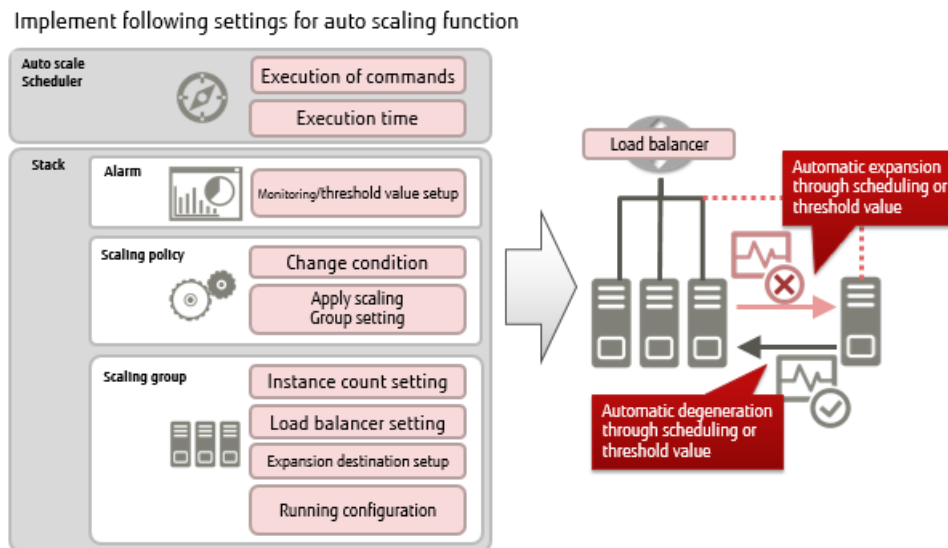 Implement following settings for auto scaling function
Auto scale
Scheduler
Execution of commands
Execution time
Stack
Alarm
Monitoring/threshold value setup
Scaling policy
Change condition
Apply scaling
Group setting
Scaling group
Instance count setting
Load balancer setting
Expansion destination setup
Running configuration
Load balancer
Automatic expansion
through scheduling or
threshold value
Automatic degeneration
through scheduling or
threshold value